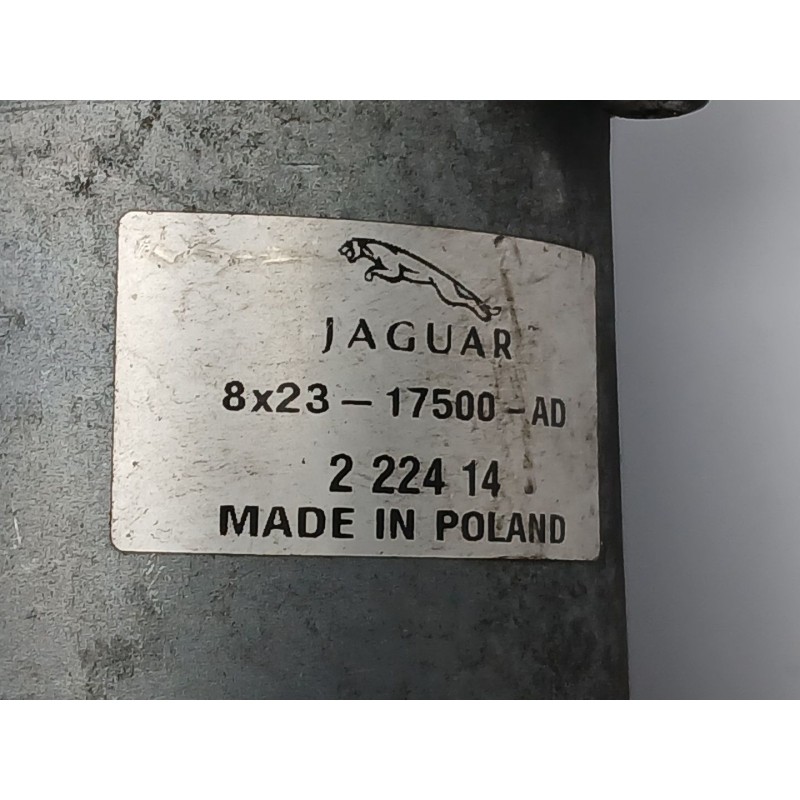 JAGUAR
8x23-17500-AD
2 224 14
MADE IN POLAND